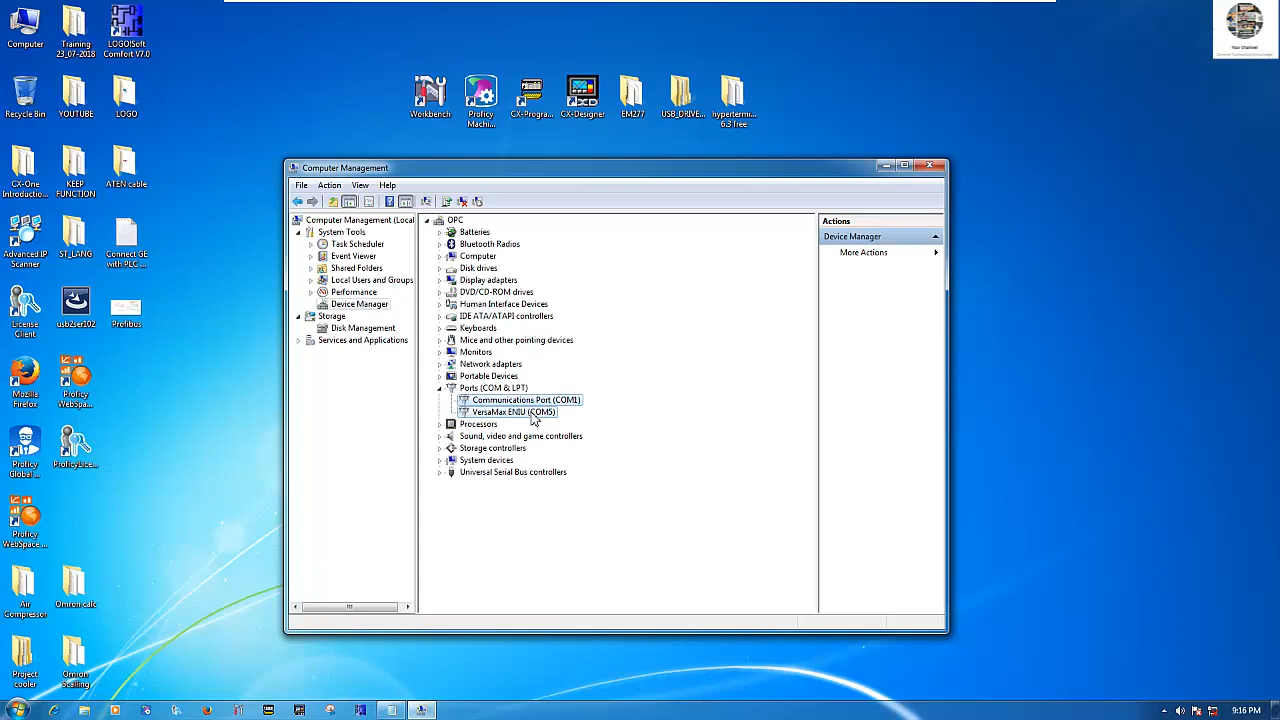 Computer
Training
23_07-2018
LOGO!Soft
Comfort V7.0
Recycle Bin
YOUTUBE
LOGO
CX-One
Introductio...
KEEP
FUNCTION
ATEN cable
Advanced IP
Scanner
ST_LANG
Connect GE
with PLC ...
License
Client
usb2ser102
Profibus
Mozilla
Firefox
Proficy
WebSpa...
Proficy
Global ...
ProficyLice...
Proficy
WebSpace ...
Air
Compressor
Omron calc
Project
cooler
Omron
Scaling
Workbench
Proficy
Machi...
CX-Progra...
CX-Designer
EM277
USB_DRIVE...
hypertermi...
6.3 free
Your channel
Computer Management
File Action View Help
Computer Management (Local
System Tools
Task Scheduler
Event Viewer
Shared Folders
Local Users and Groups
Performance
Device Manager
Storage
Disk Management
Services and Applications
OPC
Batteries
Bluetooth Radios
Computer
Disk drives
Display adapters
DVD/CD-ROM drives
Human Interface Devices
IDE ATA/ATAPI controllers
Keyboards
Mice and other pointing devices
Monitors
Network adapters
Portable Devices
Ports (COM & LPT)
Communications Port (COM1)
VersaMax ENIU (COM5)
Processors
Sound, video and game controllers
Storage controllers
System devices
Universal Serial Bus controllers
Actions
Device Manager
More Actions
9:16 PM